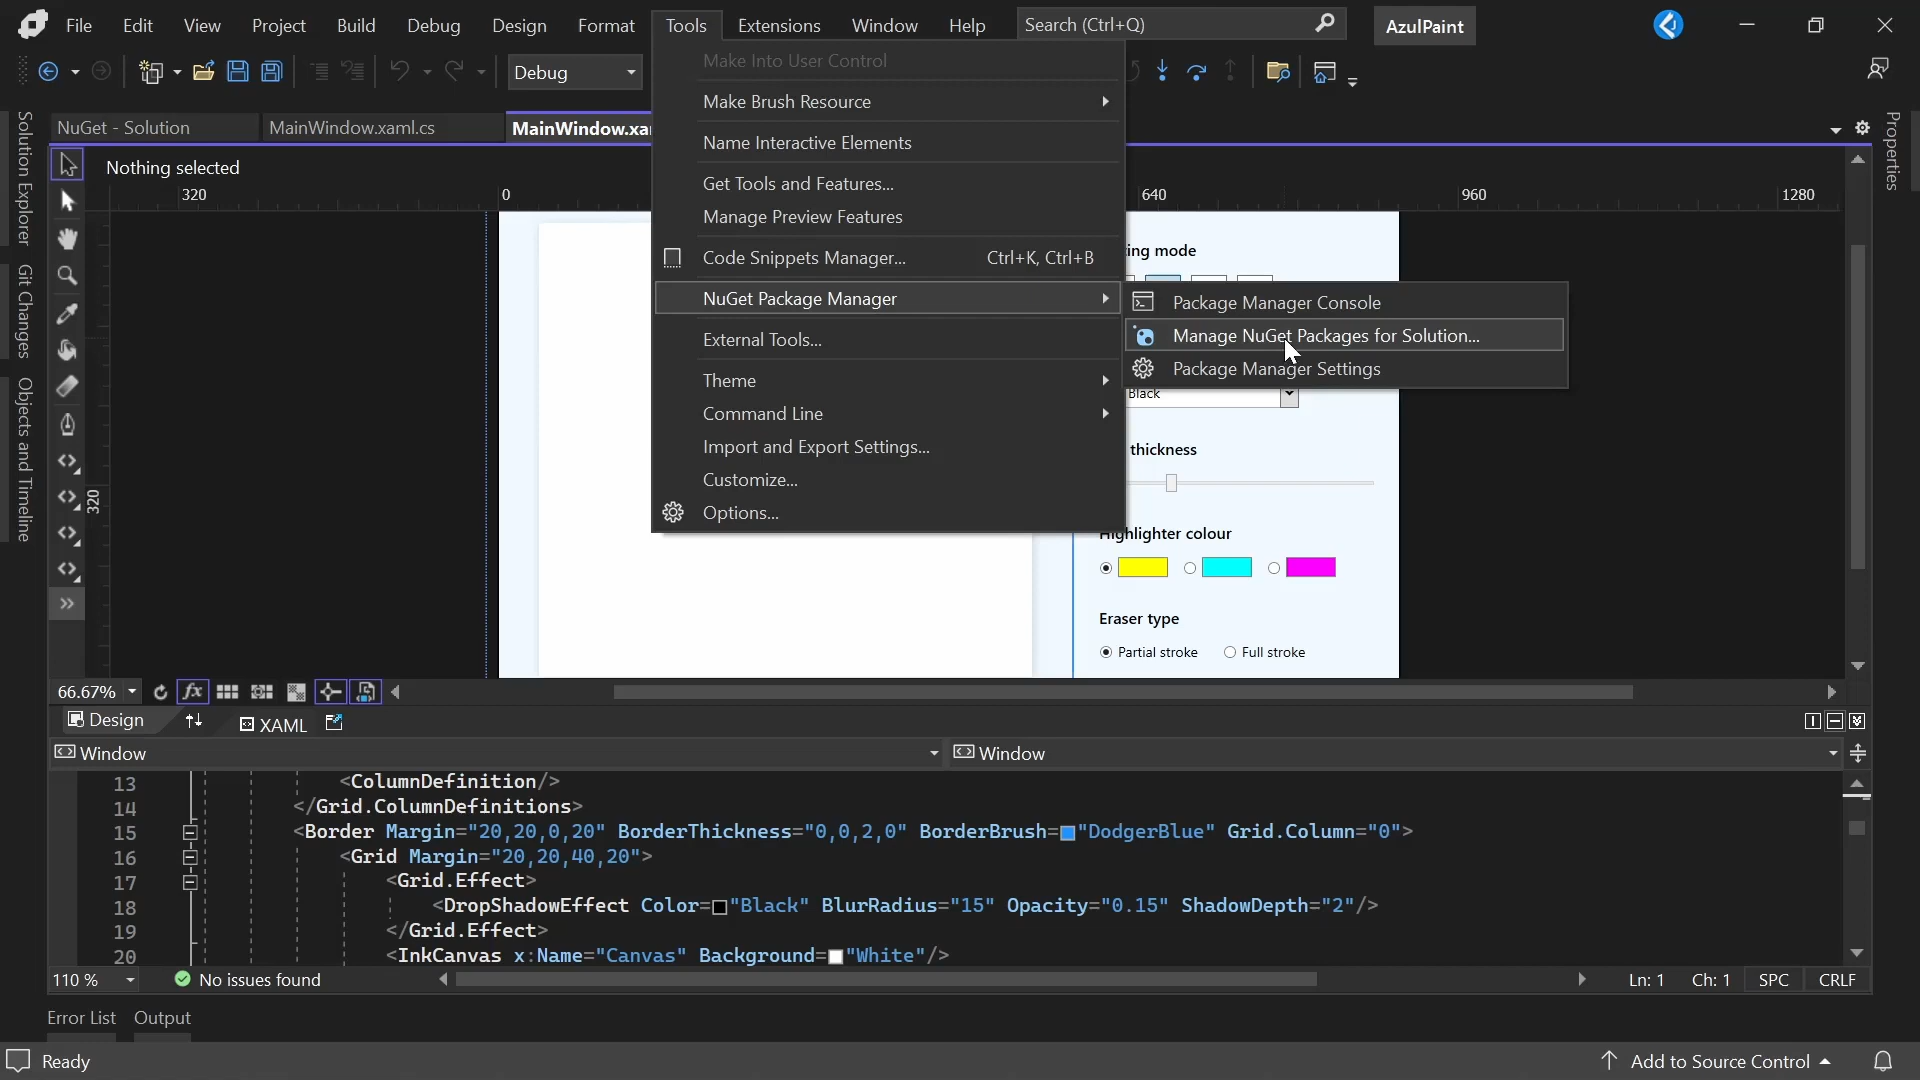 File Edit View Project Build Debug Design Format Tools Extensions Window Help Search (Ctrl+Q) AzulPaint
Debug
NuGet - Solution MainWindow.xaml.cs MainWindow.xa
Solution Explorer
Git Changes
Objects and Timeline
Properties
Nothing selected
320 0 640 960 1280
320
Make Into User Control
Make Brush Resource
Name Interactive Elements
Get Tools and Features...
Manage Preview Features
Code Snippets Manager... Ctrl+K, Ctrl+B
NuGet Package Manager
External Tools...
Theme
Command Line
Import and Export Settings...
Customize...
Options...
Package Manager Console
Manage NuGet Packages for Solution...
Package Manager Settings
ing mode
Black
thickness
Highlighter colour
Eraser type
Partial stroke Full stroke
66.67% fx
Design XAML
Window Window
13 <ColumnDefinition/>
14 </Grid.ColumnDefinitions>
15 <Border Margin="20,20,0,20" BorderThickness="0,0,2,0" BorderBrush="DodgerBlue" Grid.Column="0">
16 <Grid Margin="20,20,40,20">
17 <Grid.Effect>
18 <DropShadowEffect Color="Black" BlurRadius="15" Opacity="0.15" ShadowDepth="2"/>
19 </Grid.Effect>
20 <InkCanvas x:Name="Canvas" Background="White"/>
110 % No issues found Ln: 1 Ch: 1 SPC CRLF
Error List Output
Ready Add to Source Control